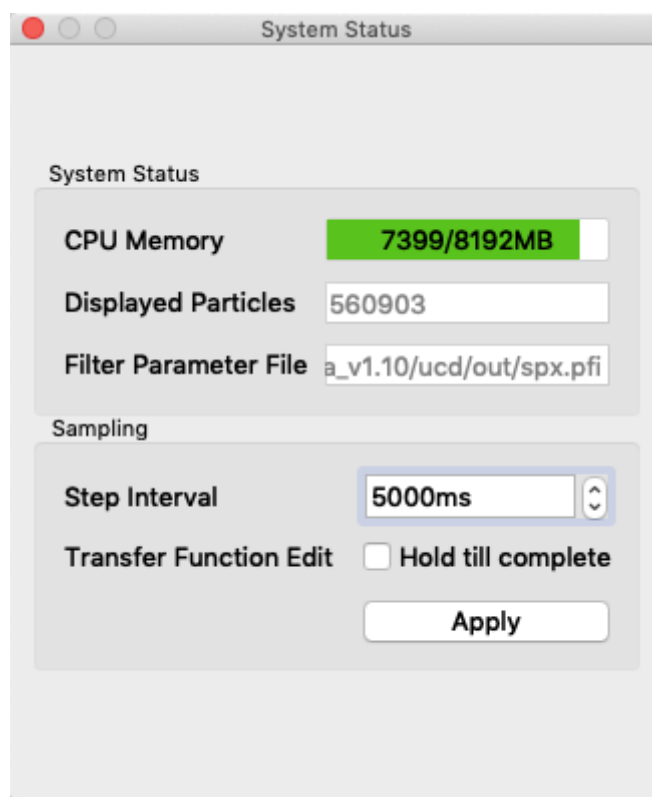 System Status
System Status
CPU Memory 7399/8192MB
Displayed Particles 560903
Filter Parameter File a_v1.10/ucd/out/spx.pfi
Sampling
Step Interval 5000ms
Transfer Function Edit Hold till complete
Apply